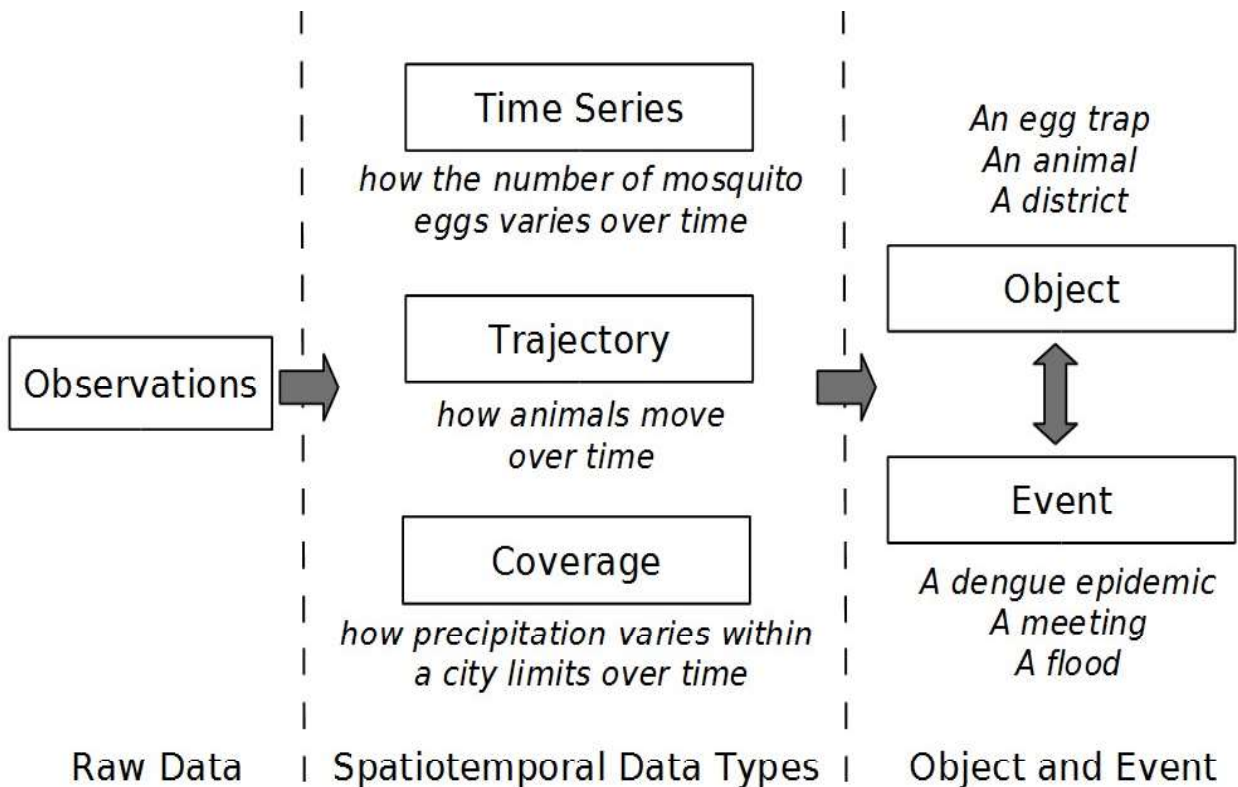 Observations
Raw Data
Time Series
how the number of mosquito
eggs varies over time
Trajectory
how animals move
over time
Coverage
how precipitation varies within
a city limits over time
Spatiotemporal Data Types
An egg trap
An animal
A district
Object
Event
A dengue epidemic
A meeting
A flood
Object and Event